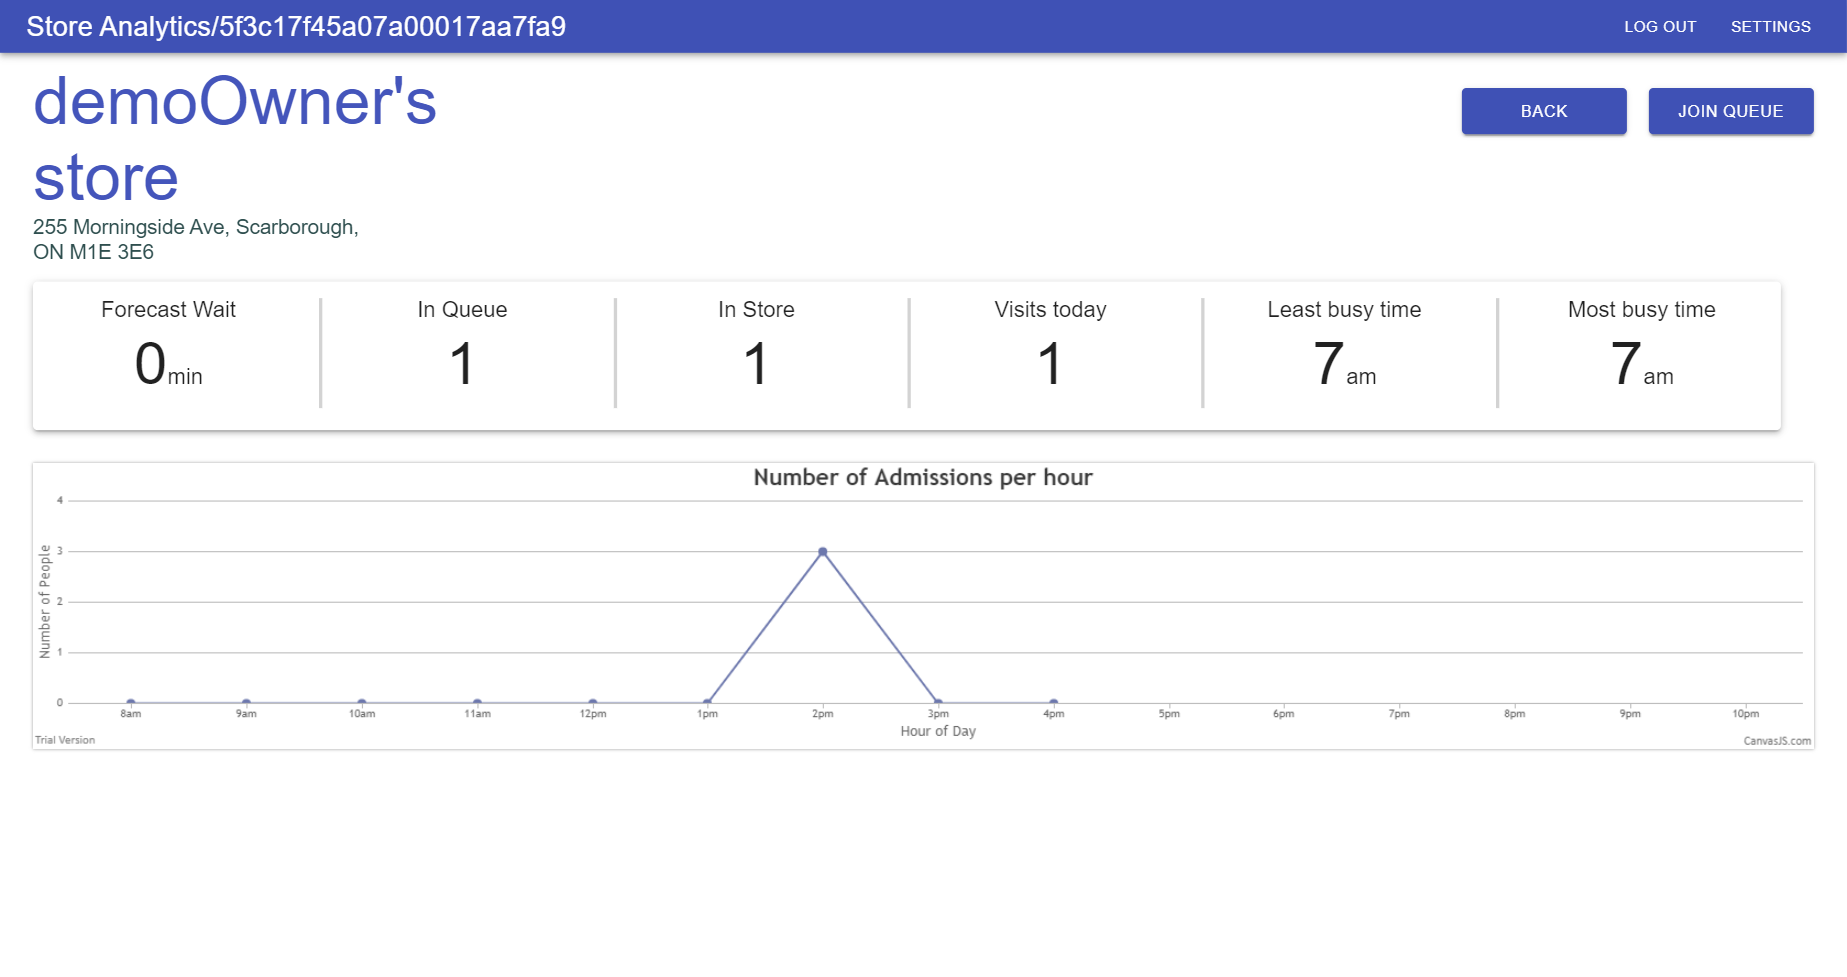 Store Analytics/5f3c17f45a07a00017aa7fa9
LOG OUT
SETTINGS
demoOwner's
store
BACK
JOIN QUEUE
255 Morningside Ave, Scarborough,
ON M1E 3E6
Forecast Wait
0min
In Queue
1
In Store
1
Visits today
1
Least busy time
7 am
Most busy time
7 am
Number of Admissions per hour
Number of People
4
3
2
1
0
8am 9am 10am 11am 12pm 1pm 2pm 3pm 4pm 5pm 6pm 7pm 8pm 9pm 10pm
Hour of Day
Trial Version
CanvasJS.com